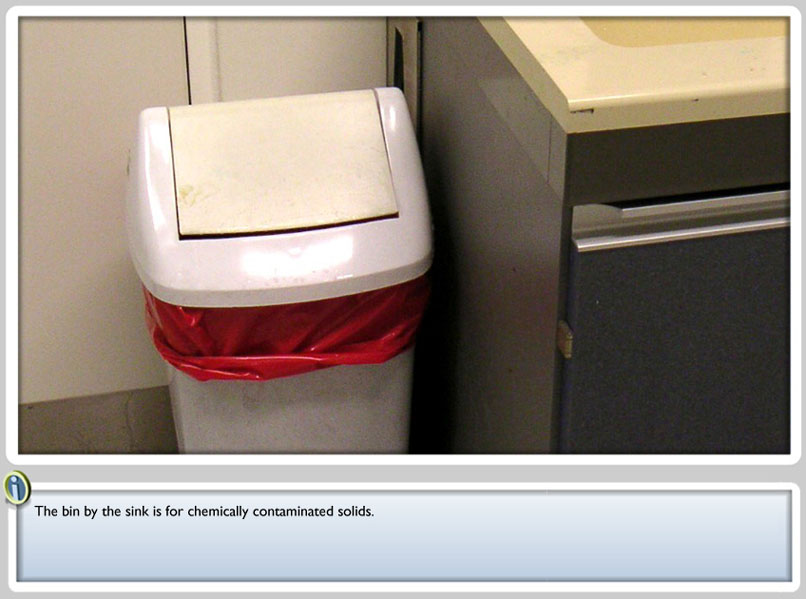 The bin by the sink is for chemically contaminated solids.